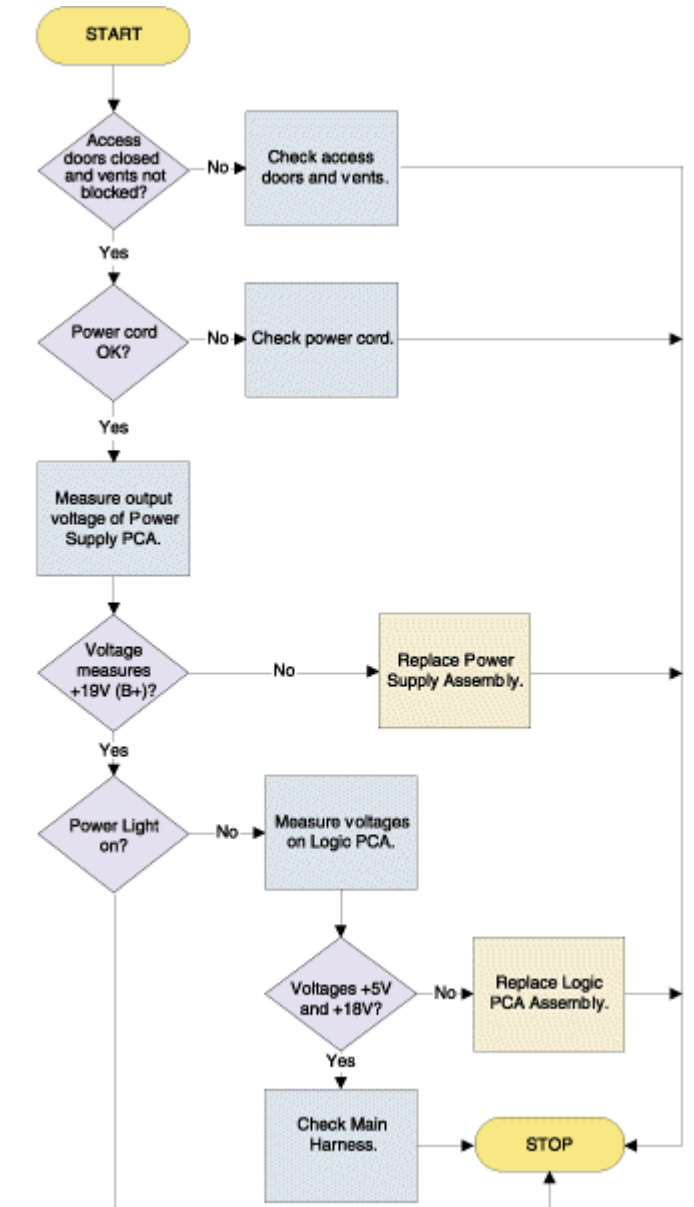 START
Access
doors closed
and vents not
blocked?
No
Check access
doors and vents.
Yes
Power cord
OK?
No
Check power cord.
Yes
Measure output
voltage of Power
Supply PCA.
Voltage
measures
+19V (B+)?
No
Replace Power
Supply Assembly.
Yes
Power Light
on?
No
Measure voltages
on Logic PCA.
Voltages +5V
and +18V?
No
Replace Logic
PCA Assembly.
Yes
Check Main
Harness.
STOP